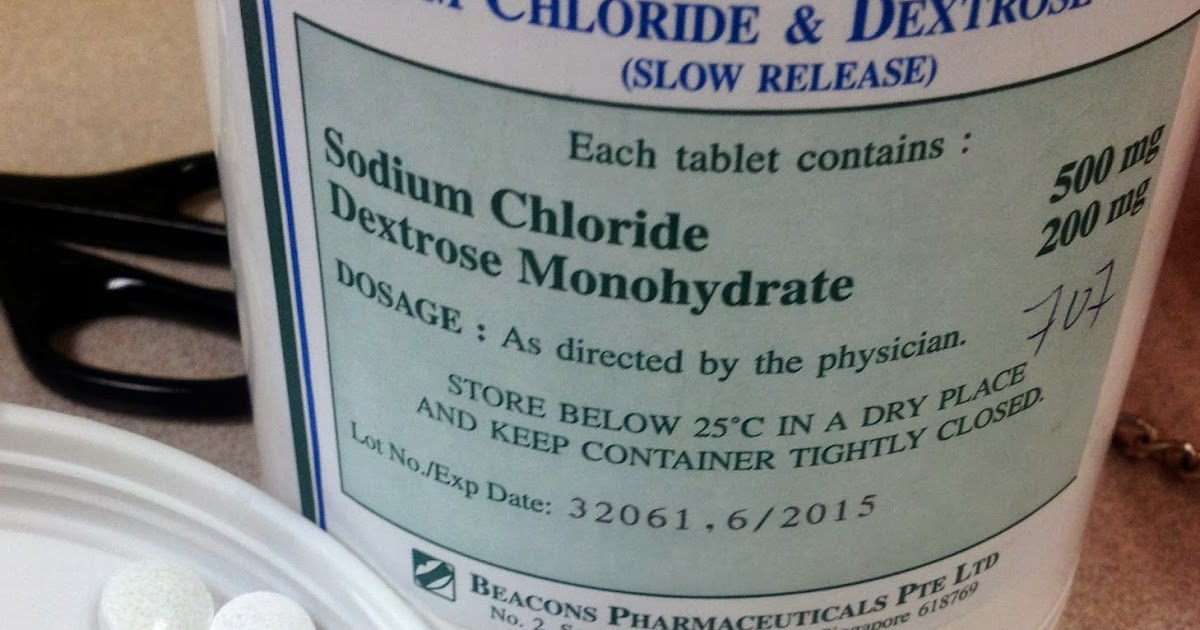 CHLORIDE & DEXTROSE
(SLOW RELEASE)
Each tablet contains :
Sodium Chloride 500 mg
Dextrose Monohydrate 200 mg
707
DOSAGE : As directed by the physician.
STORE BELOW 25°C IN A DRY PLACE
AND KEEP CONTAINER TIGHTLY CLOSED.
Lot No./Exp Date: 32061,6/2015
BEACONS PHARMACEUTICALS PTE LTD
No. 2 618769